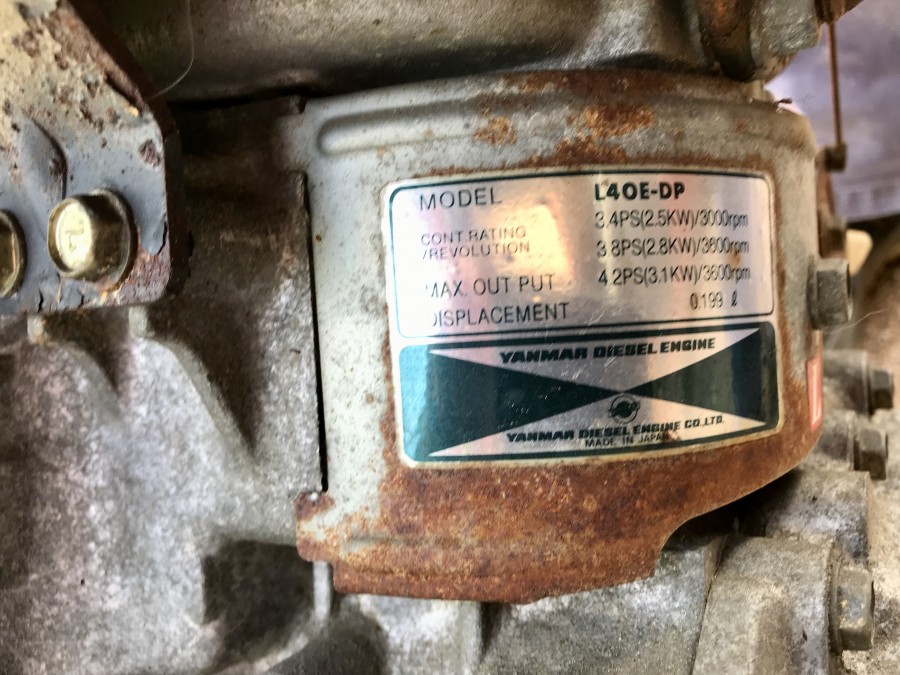 MODEL L40E-DP
CONT. RATING 3.4PS(2.5KW)/3000rpm
/REVOLUTION 3.8PS(2.8KW)/3600rpm
MAX. OUT PUT 4.2PS(3.1KW)/3600rpm
DISPLACEMENT 0.199 ℓ
YANMAR DIESEL ENGINE
YANMAR DIESEL ENGINE CO.,LTD.
MADE IN JAPAN